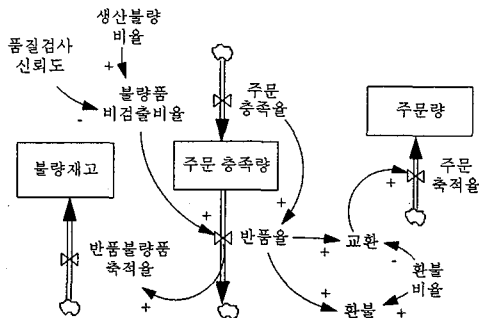 생산불량
비율
품질검사
신뢰도
+
-
불량품
비검출비율
주문
충족율
주문량
불량재고
주문 충족량
+
주문
축적율
+
+
반품율
반품불량품
축적율
+
+
교환
-
환불
비율
+
환불
+